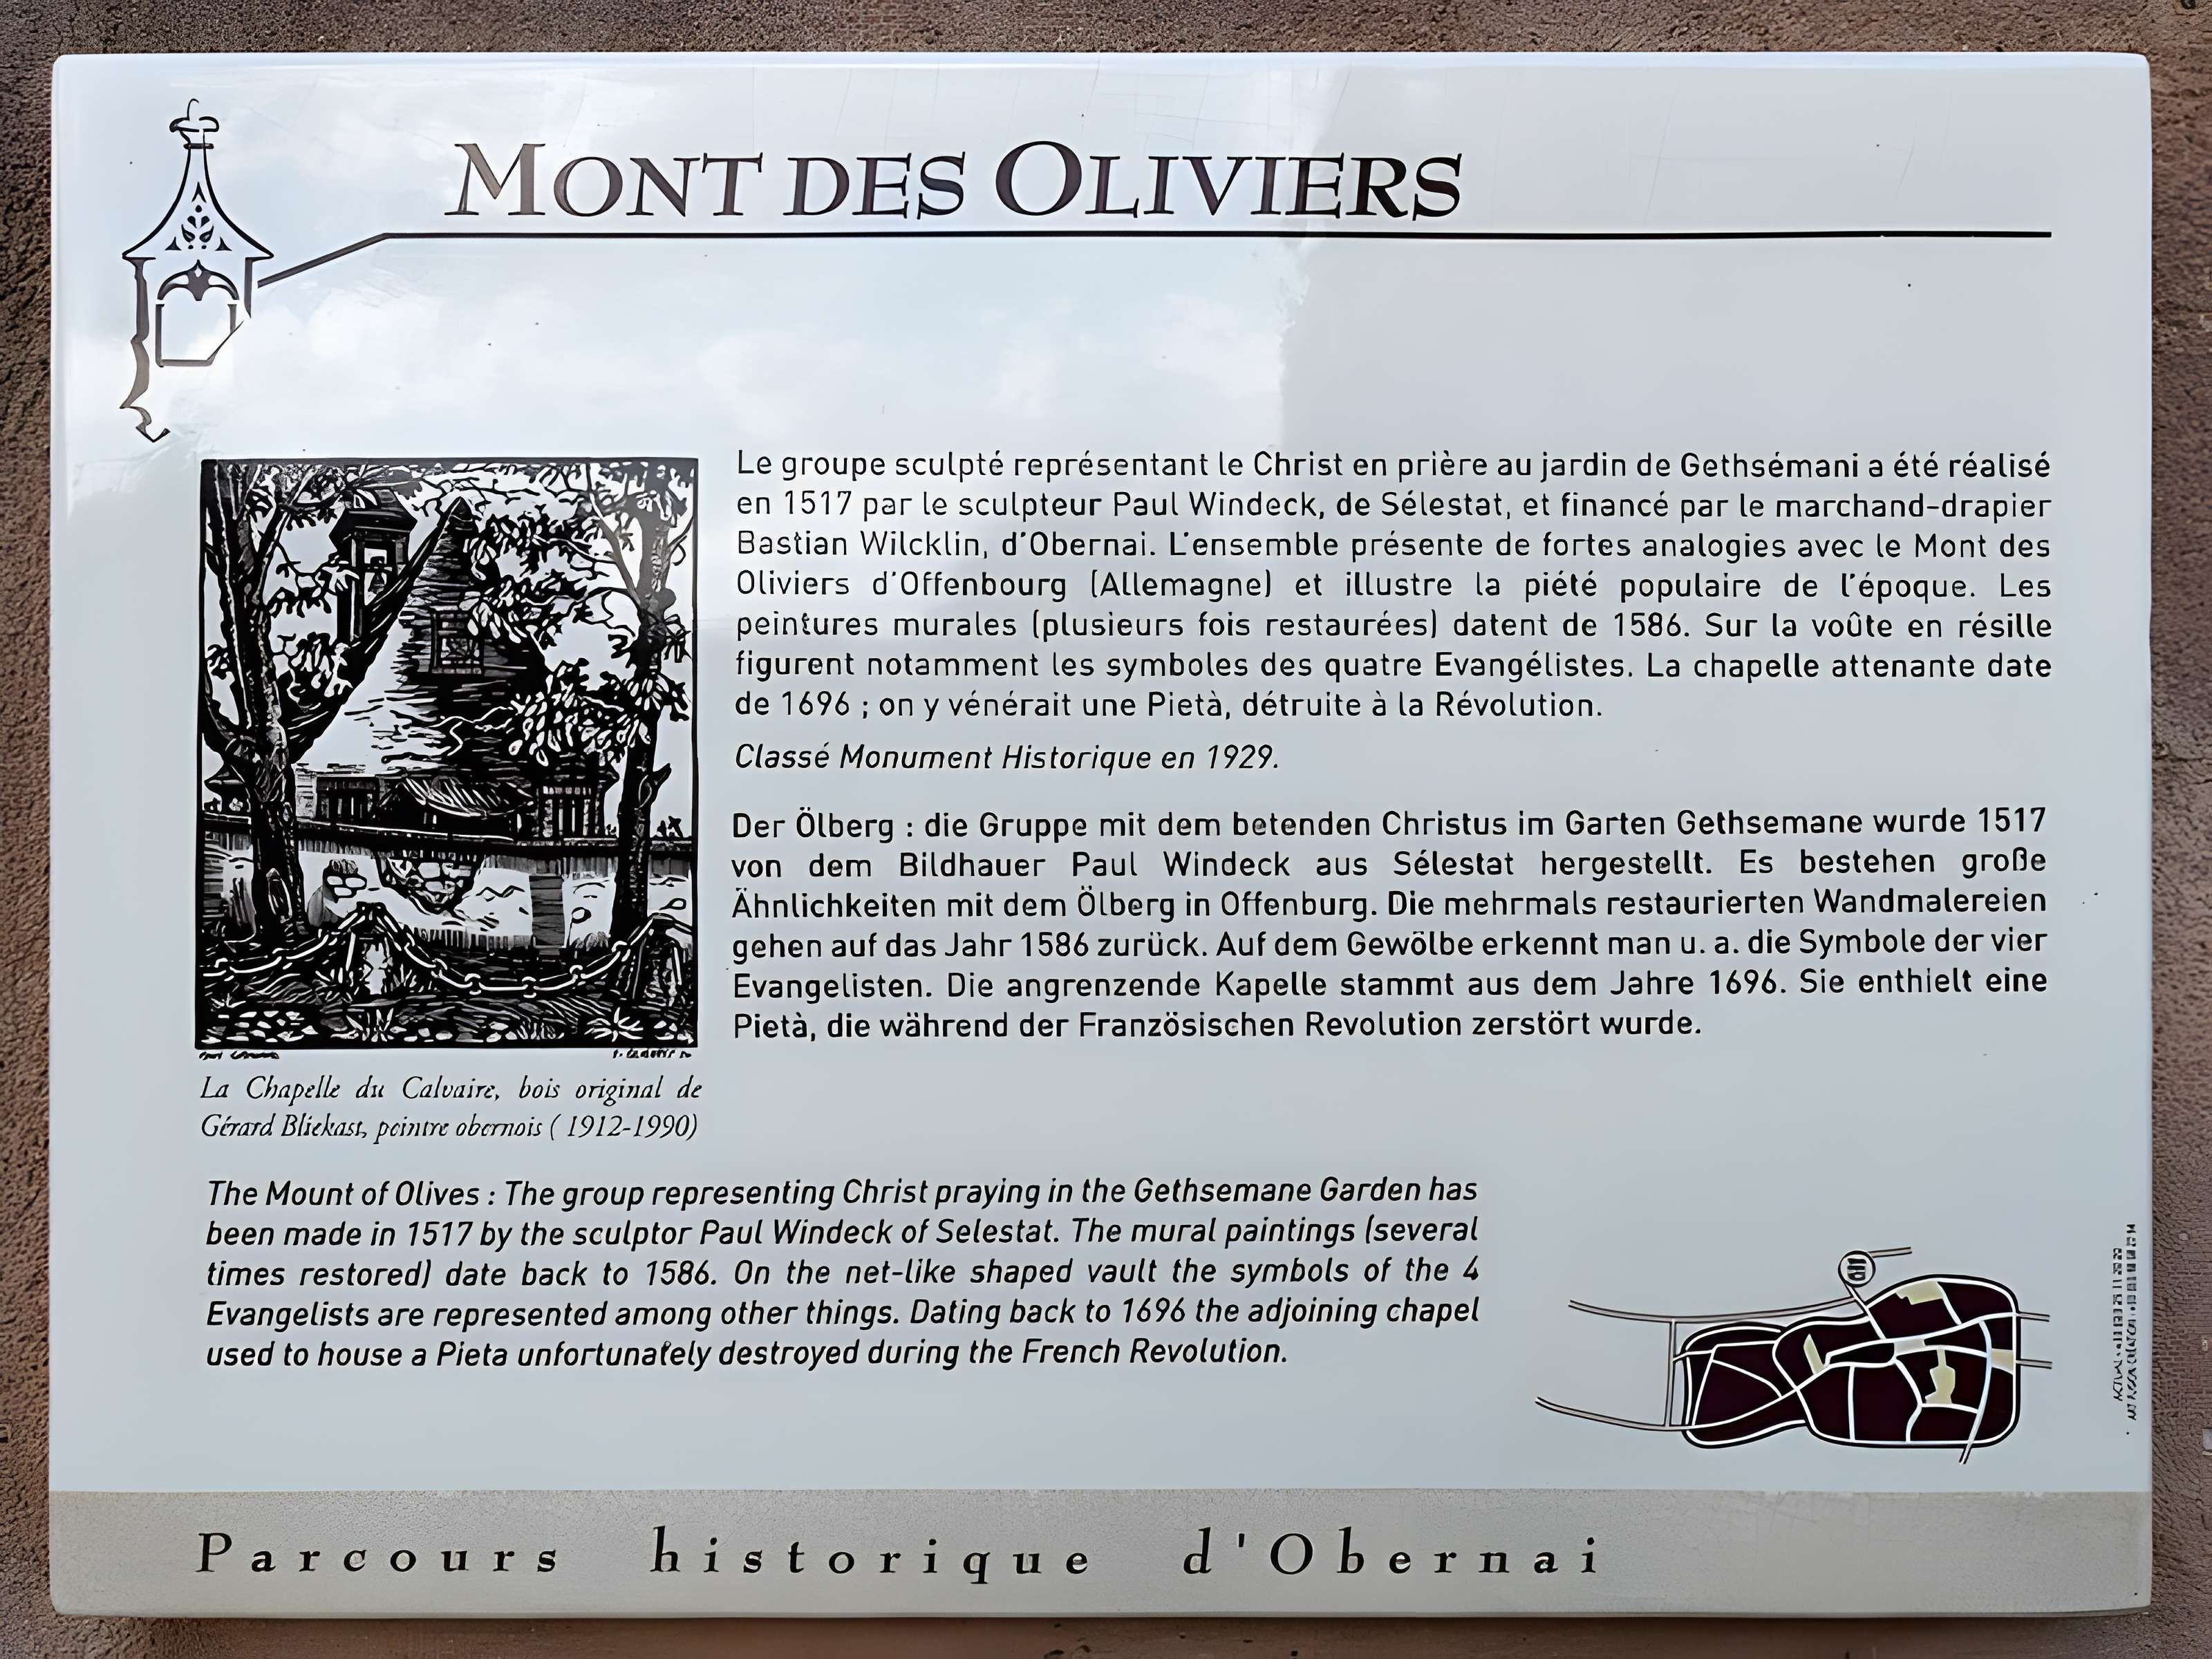 MONT DES OLIVIERS
Le groupe sculpté représentant le Christ en prière au jardin de Gethsémani a été réalisé
en 1517 par le sculpteur Paul Windeck, de Sélestat, et financé par le marchand-drapier
Bastian Wilcklin, d'Obernai. L'ensemble présente de fortes analogies avec le Mont des
Oliviers d'Offenbourg (Allemagne) et illustre la piété populaire de l'époque. Les
peintures murales (plusieurs fois restaurées) datent de 1586. Sur la voûte en résille
figurent notamment les symboles des quatre Evangélistes. La chapelle attenante date
de 1696 ; on y vénérait une Pietà, détruite à la Révolution.
Classé Monument Historique en 1929.
Der Ölberg : die Gruppe mit dem betenden Christus im Garten Gethsemane wurde 1517
von dem Bildhauer Paul Windeck aus Sélestat hergestellt. Es bestehen große
Ähnlichkeiten mit dem Ölberg in Offenburg. Die mehrmals restaurierten Wandmalereien
gehen auf das Jahr 1586 zurück. Auf dem Gewölbe erkennt man u. a. die Symbole der vier
Evangelisten. Die angrenzende Kapelle stammt aus dem Jahre 1696. Sie enthielt eine
Pietà, die während der Französischen Revolution zerstört wurde.
La Chapelle du Calvaire, bois original de
Gérard Bliekast, peintre obernois ( 1912-1990)
The Mount of Olives : The group representing Christ praying in the Gethsemane Garden has
been made in 1517 by the sculptor Paul Windeck of Selestat. The mural paintings (several
times restored) date back to 1586. On the net-like shaped vault the symbols of the 4
Evangelists are represented among other things. Dating back to 1696 the adjoining chapel
used to house a Pieta unfortunately destroyed during the French Revolution.
Parcours historique d'Obernai